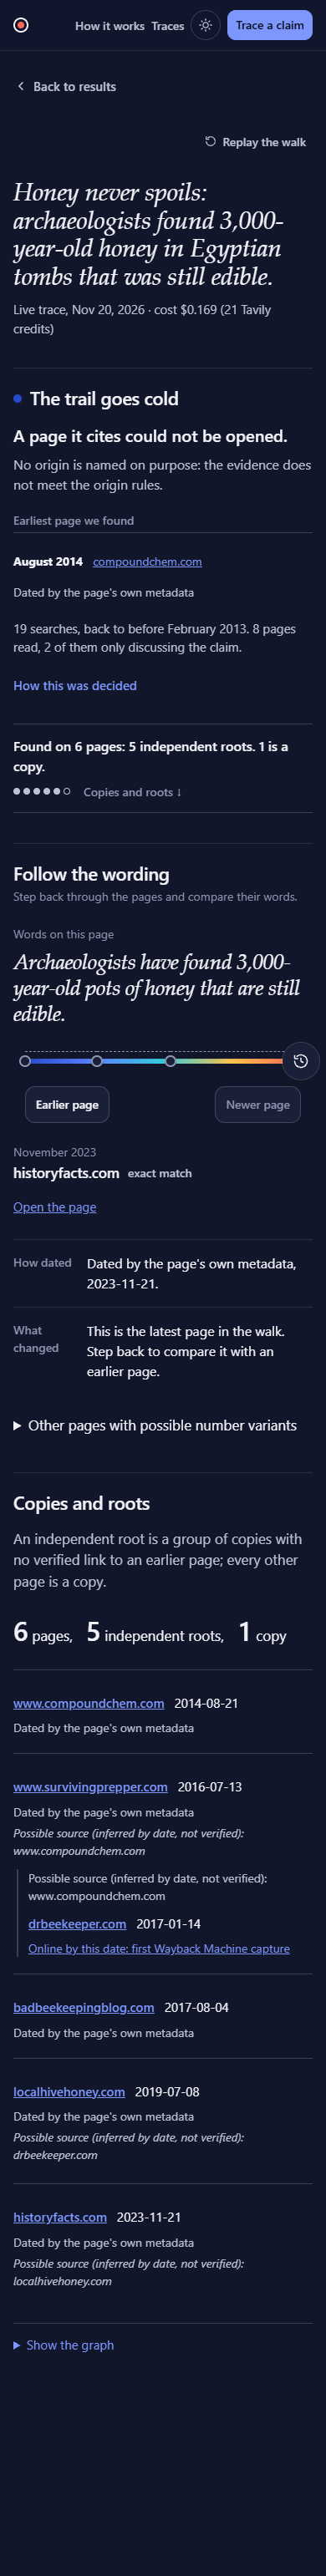 How it works Traces Trace a claim
Back to results
Replay the walk
Honey never spoils:
archaeologists found 3,000-
year-old honey in Egyptian
tombs that was still edible.
Live trace, Nov 20, 2026 · cost $0.169 (21 Tavily
credits)
The trail goes cold
A page it cites could not be opened.
No origin is named on purpose: the evidence does
not meet the origin rules.
Earliest page we found
August 2014 compoundchem.com
Dated by the page's own metadata
19 searches, back to before February 2013. 8 pages
read, 2 of them only discussing the claim.
How this was decided
Found on 6 pages: 5 independent roots. 1 is a
copy.
Copies and roots ↓
Follow the wording
Step back through the pages and compare their words.
Words on this page
Archaeologists have found 3,000-
year-old pots of honey that are still
edible.
Earlier page Newer page
November 2023
historyfacts.com exact match
Open the page
How dated Dated by the page's own metadata,
2023-11-21.
What This is the latest page in the walk.
changed Step back to compare it with an
earlier page.
Other pages with possible number variants
Copies and roots
An independent root is a group of copies with
no verified link to an earlier page; every other
page is a copy.
6 pages, 5 independent roots, 1 copy
www.compoundchem.com 2014-08-21
Dated by the page's own metadata
www.survivingprepper.com 2016-07-13
Dated by the page's own metadata
Possible source (inferred by date, not verified):
www.compoundchem.com
Possible source (inferred by date, not verified):
www.compoundchem.com
drbeekeeper.com 2017-01-14
Online by this date: first Wayback Machine capture
badbeekeepingblog.com 2017-08-04
Dated by the page's own metadata
localhivehoney.com 2019-07-08
Dated by the page's own metadata
Possible source (inferred by date, not verified):
drbeekeeper.com
historyfacts.com 2023-11-21
Dated by the page's own metadata
Possible source (inferred by date, not verified):
localhivehoney.com
Show the graph